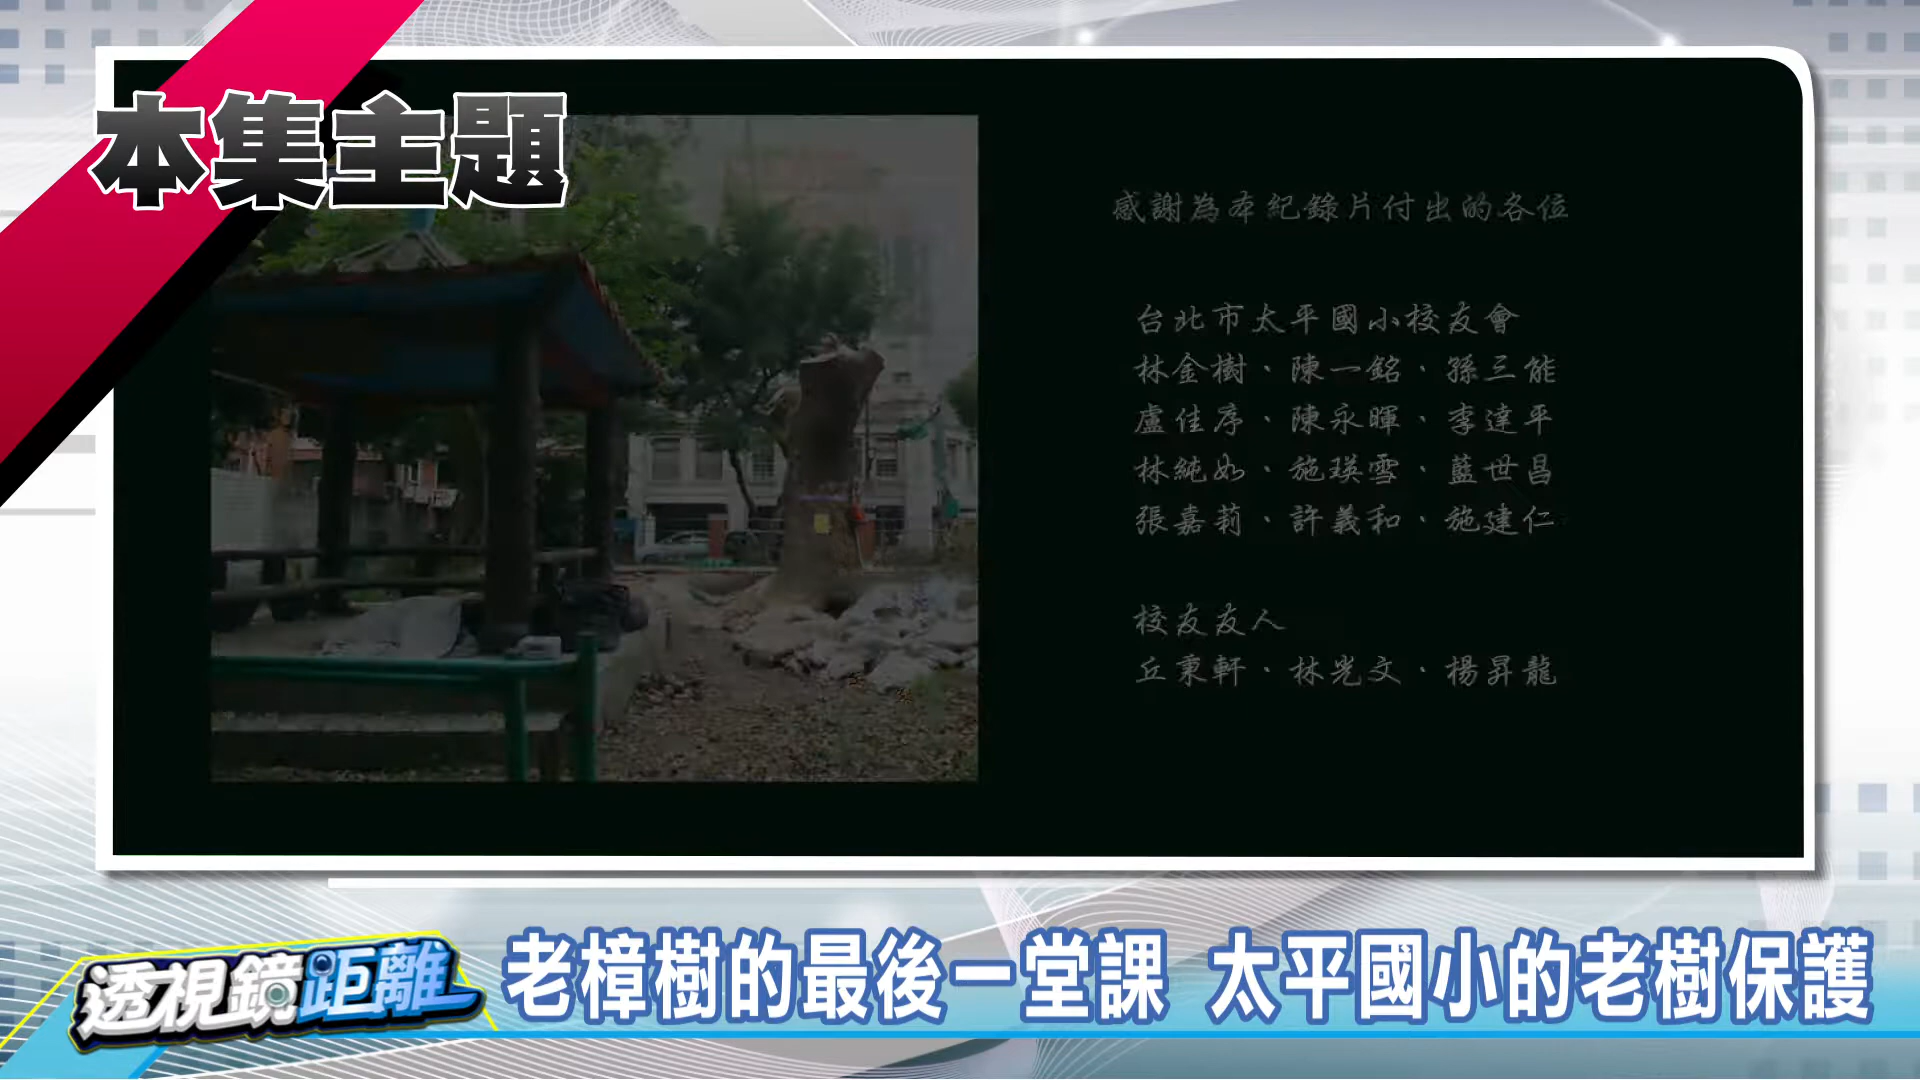 本集主題
感謝為本紀錄片付出的各位
台北市太平國小校友會
林金樹、陳一銘、孫三能
盧佳序、陳永暉、李達平
林純如、施瑛雪、藍世昌
張嘉莉、許義和、施建仁
校友友人
丘秉軒、林光文、楊昇龍
透視鏡距離
老樟樹的最後一堂課 太平國小的老樹保護